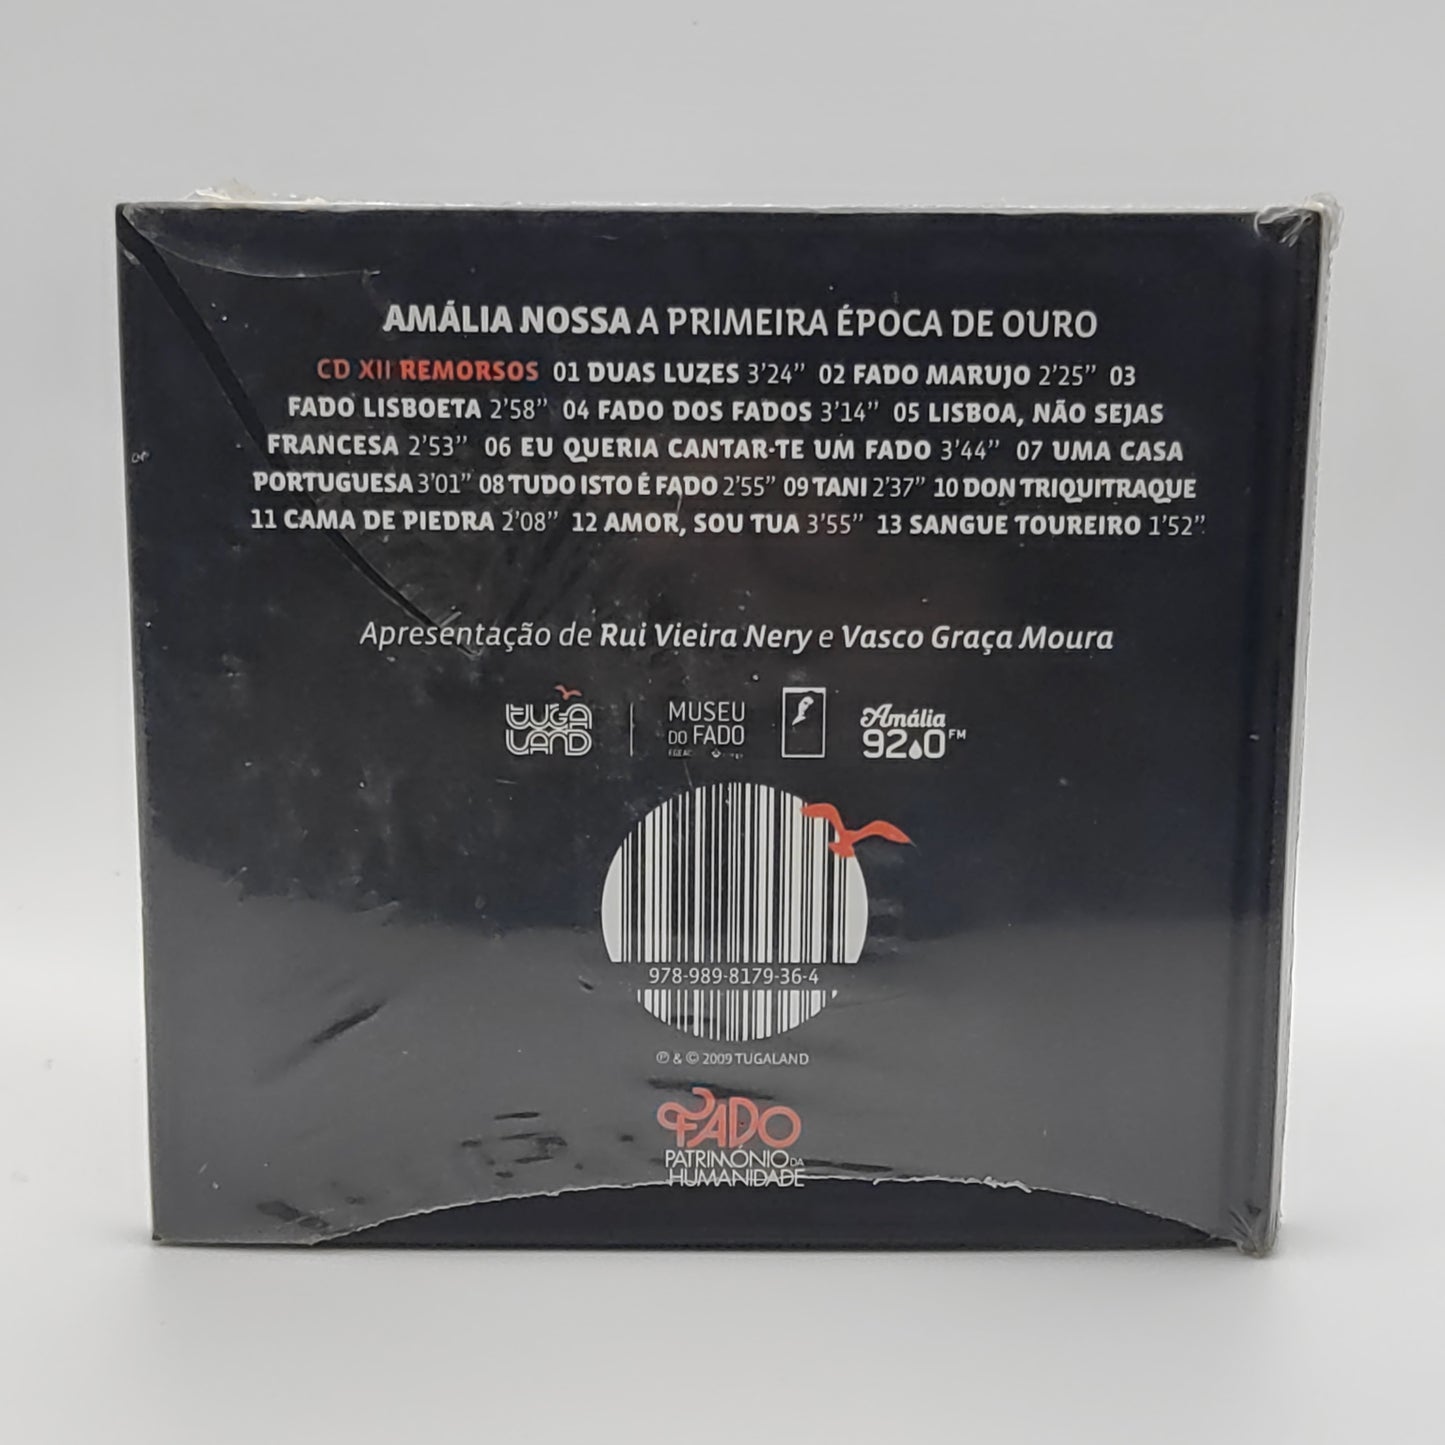 AMÁLIA NOSSA A PRIMEIRA ÉPOCA DE OURO
CD XII REMORSOS 01 DUAS LUZES 3’24” 02 FADO MARUJO 2’25” 03
FADO LISBOETA 2’58” 04 FADO DOS FADOS 3’14” 05 LISBOA, NÃO SEJAS
FRANCESA 2’53” 06 EU QUERIA CANTAR-TE UM FADO 3’44” 07 UMA CASA
PORTUGUESA 3’01” 08 TUDO ISTO É FADO 2’55” 09 TANI 2’37” 10 DON TRIQUITRAQUE
11 CAMA DE PIEDRA 2’08” 12 AMOR, SOU TUA 3’55” 13 SANGUE TOUREIRO 1’52”
Apresentação de Rui Vieira Nery e Vasco Graça Moura
TUGA
LAND
MUSEU
DO FADO
EGEAC
Amália
92.0 FM
978-989-8179-36-4
℗ & © 2009 TUGALAND
FADO
PATRIMÓNIO DA
HUMANIDADE